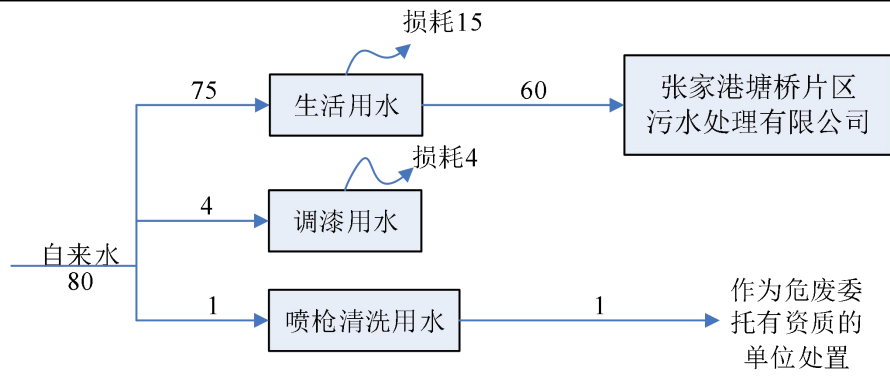 损耗15
75
生活用水
60
张家港塘桥片区
污水处理有限公司
损耗4
4
调漆用水
自来水
80
1
喷枪清洗用水
1
作为危废委
托有资质的
单位处置